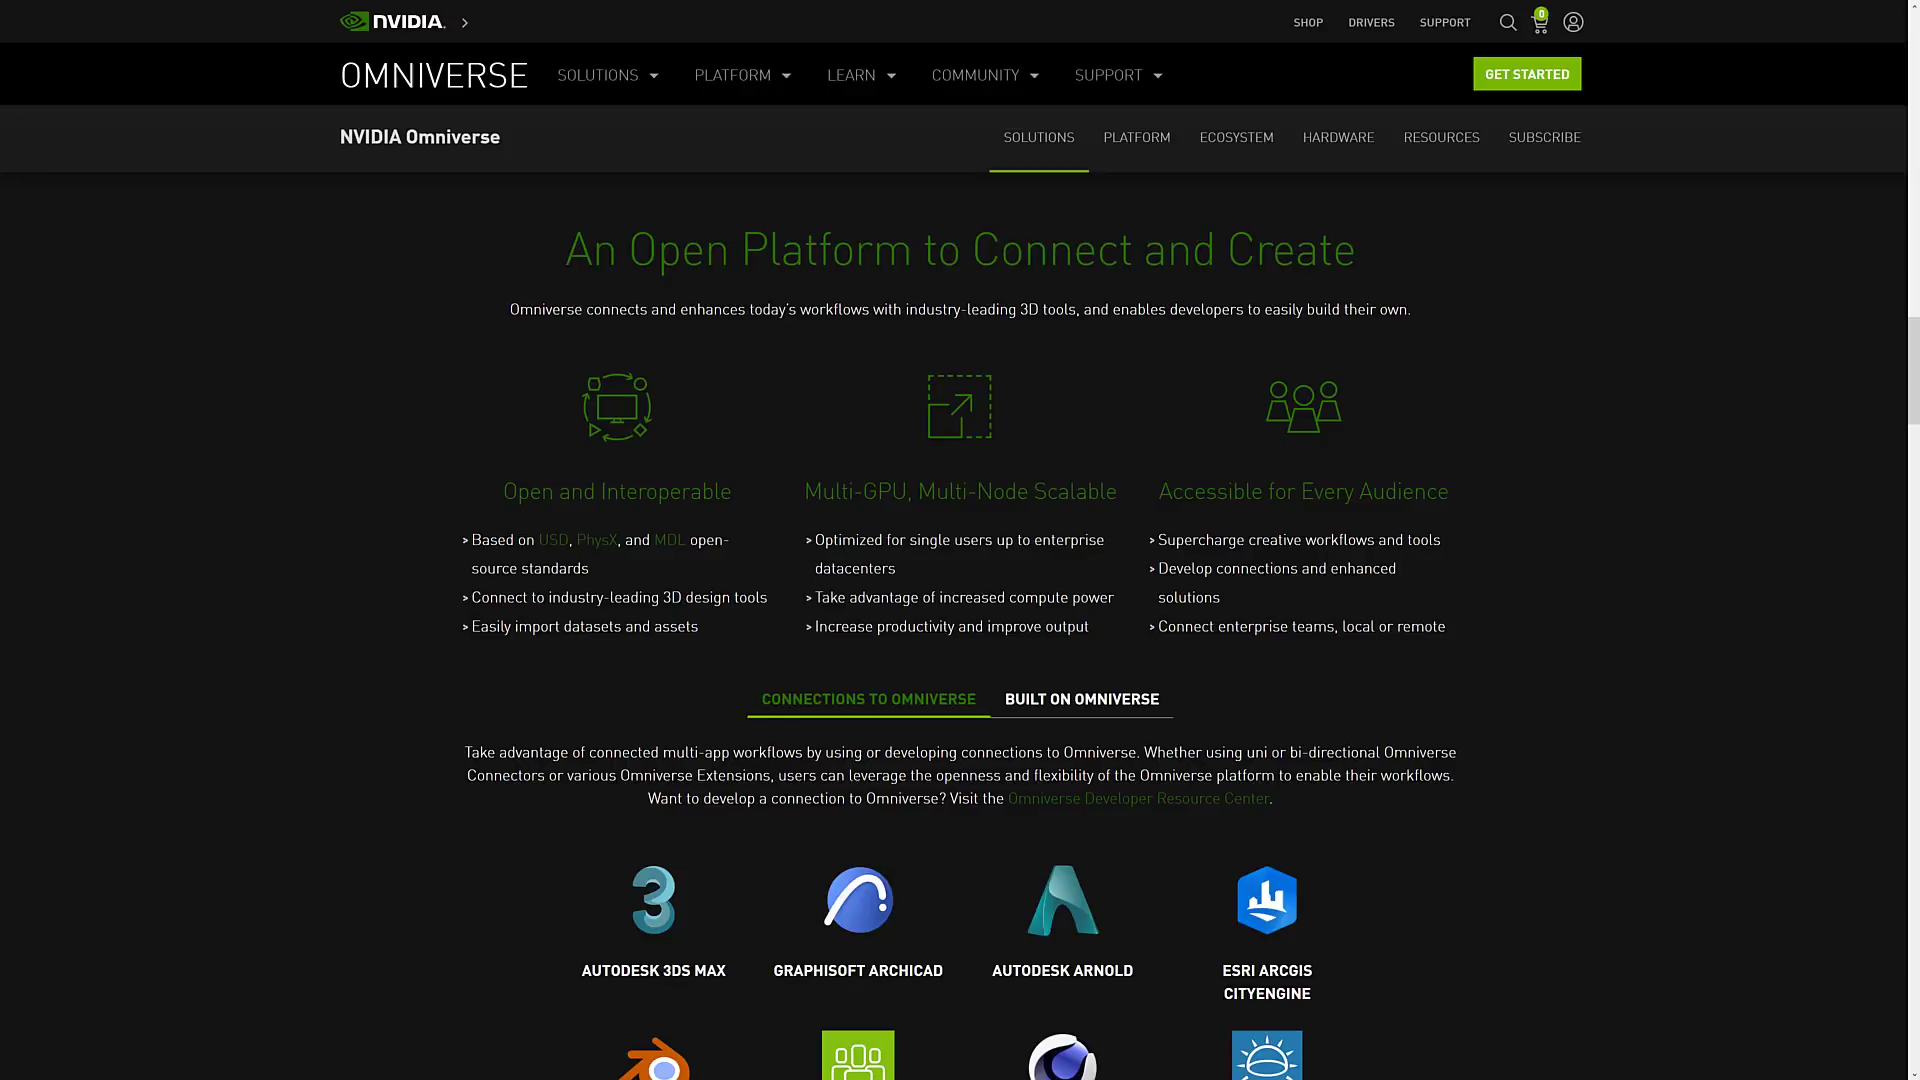 NVIDIA.
SHOP
DRIVERS
SUPPORT
0
OMNIVERSE
SOLUTIONS
PLATFORM
LEARN
COMMUNITY
SUPPORT
GET STARTED
NVIDIA Omniverse
SOLUTIONS
PLATFORM
ECOSYSTEM
HARDWARE
RESOURCES
SUBSCRIBE
An Open Platform to Connect and Create
Omniverse connects and enhances today's workflows with industry-leading 3D tools, and enables developers to easily build their own.
Open and Interoperable
> Based on USD, PhysX, and MDL open-
source standards
> Connect to industry-leading 3D design tools
> Easily import datasets and assets
Multi-GPU, Multi-Node Scalable
> Optimized for single users up to enterprise
datacenters
> Take advantage of increased compute power
> Increase productivity and improve output
Accessible for Every Audience
> Supercharge creative workflows and tools
> Develop connections and enhanced
solutions
> Connect enterprise teams, local or remote
CONNECTIONS TO OMNIVERSE
BUILT ON OMNIVERSE
Take advantage of connected multi-app workflows by using or developing connections to Omniverse. Whether using uni or bi-directional Omniverse
Connectors or various Omniverse Extensions, users can leverage the openness and flexibility of the Omniverse platform to enable their workflows.
Want to develop a connection to Omniverse? Visit the Omniverse Developer Resource Center.
AUTODESK 3DS MAX
GRAPHISOFT ARCHICAD
AUTODESK ARNOLD
ESRI ARCGIS
CITYENGINE